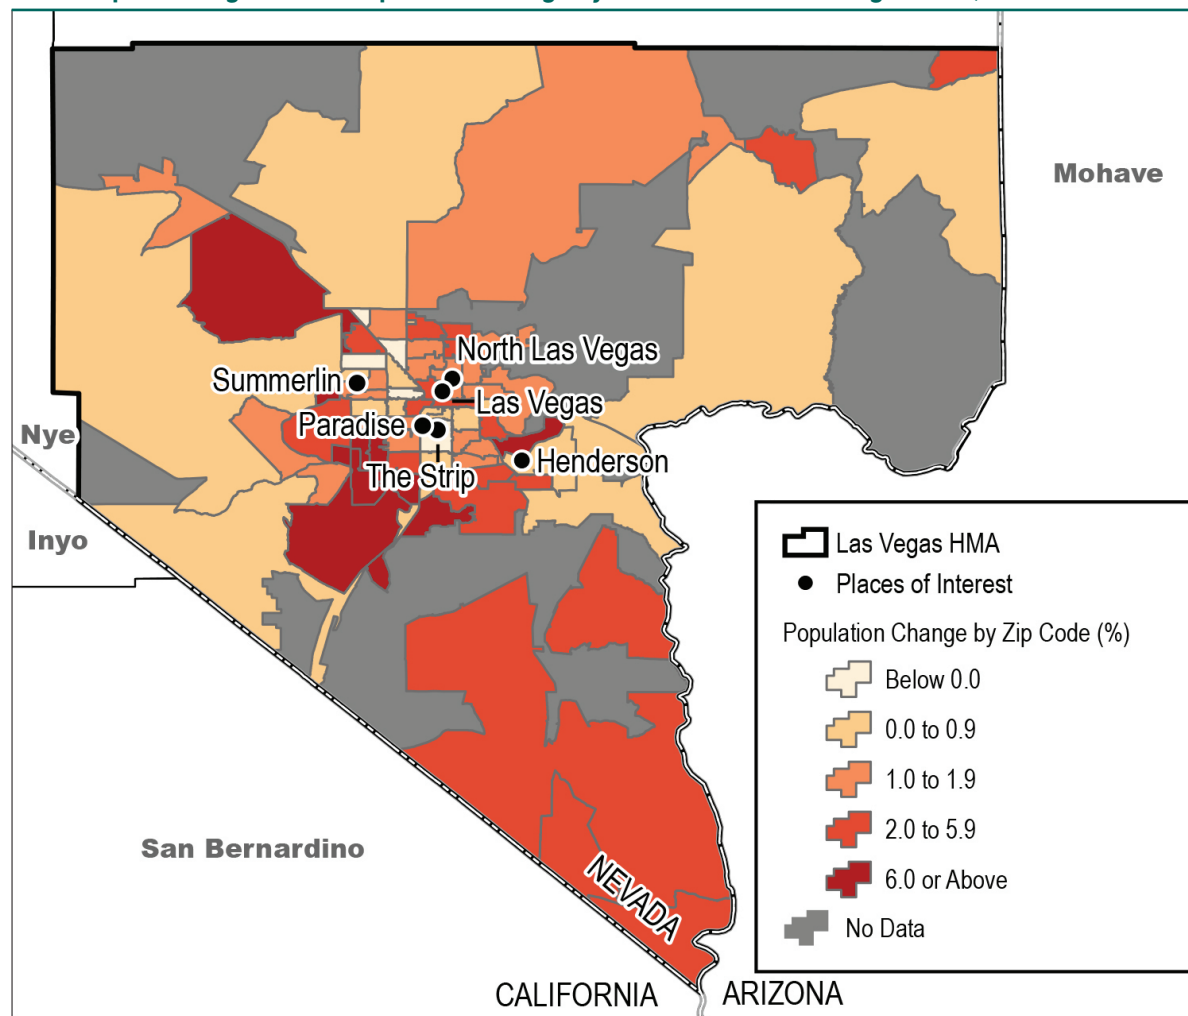 Mohave
North Las Vegas
Summerlin
Las Vegas
Paradise
Nye
The Strip
Henderson
Inyo
Las Vegas HMA
Places of Interest
Population Change by Zip Code (%)
Below 0.0
0.0 to 0.9
1.0 to 1.9
2.0 to 5.9
6.0 or Above
No Data
San Bernardino
NEVADA
CALIFORNIA
ARIZONA